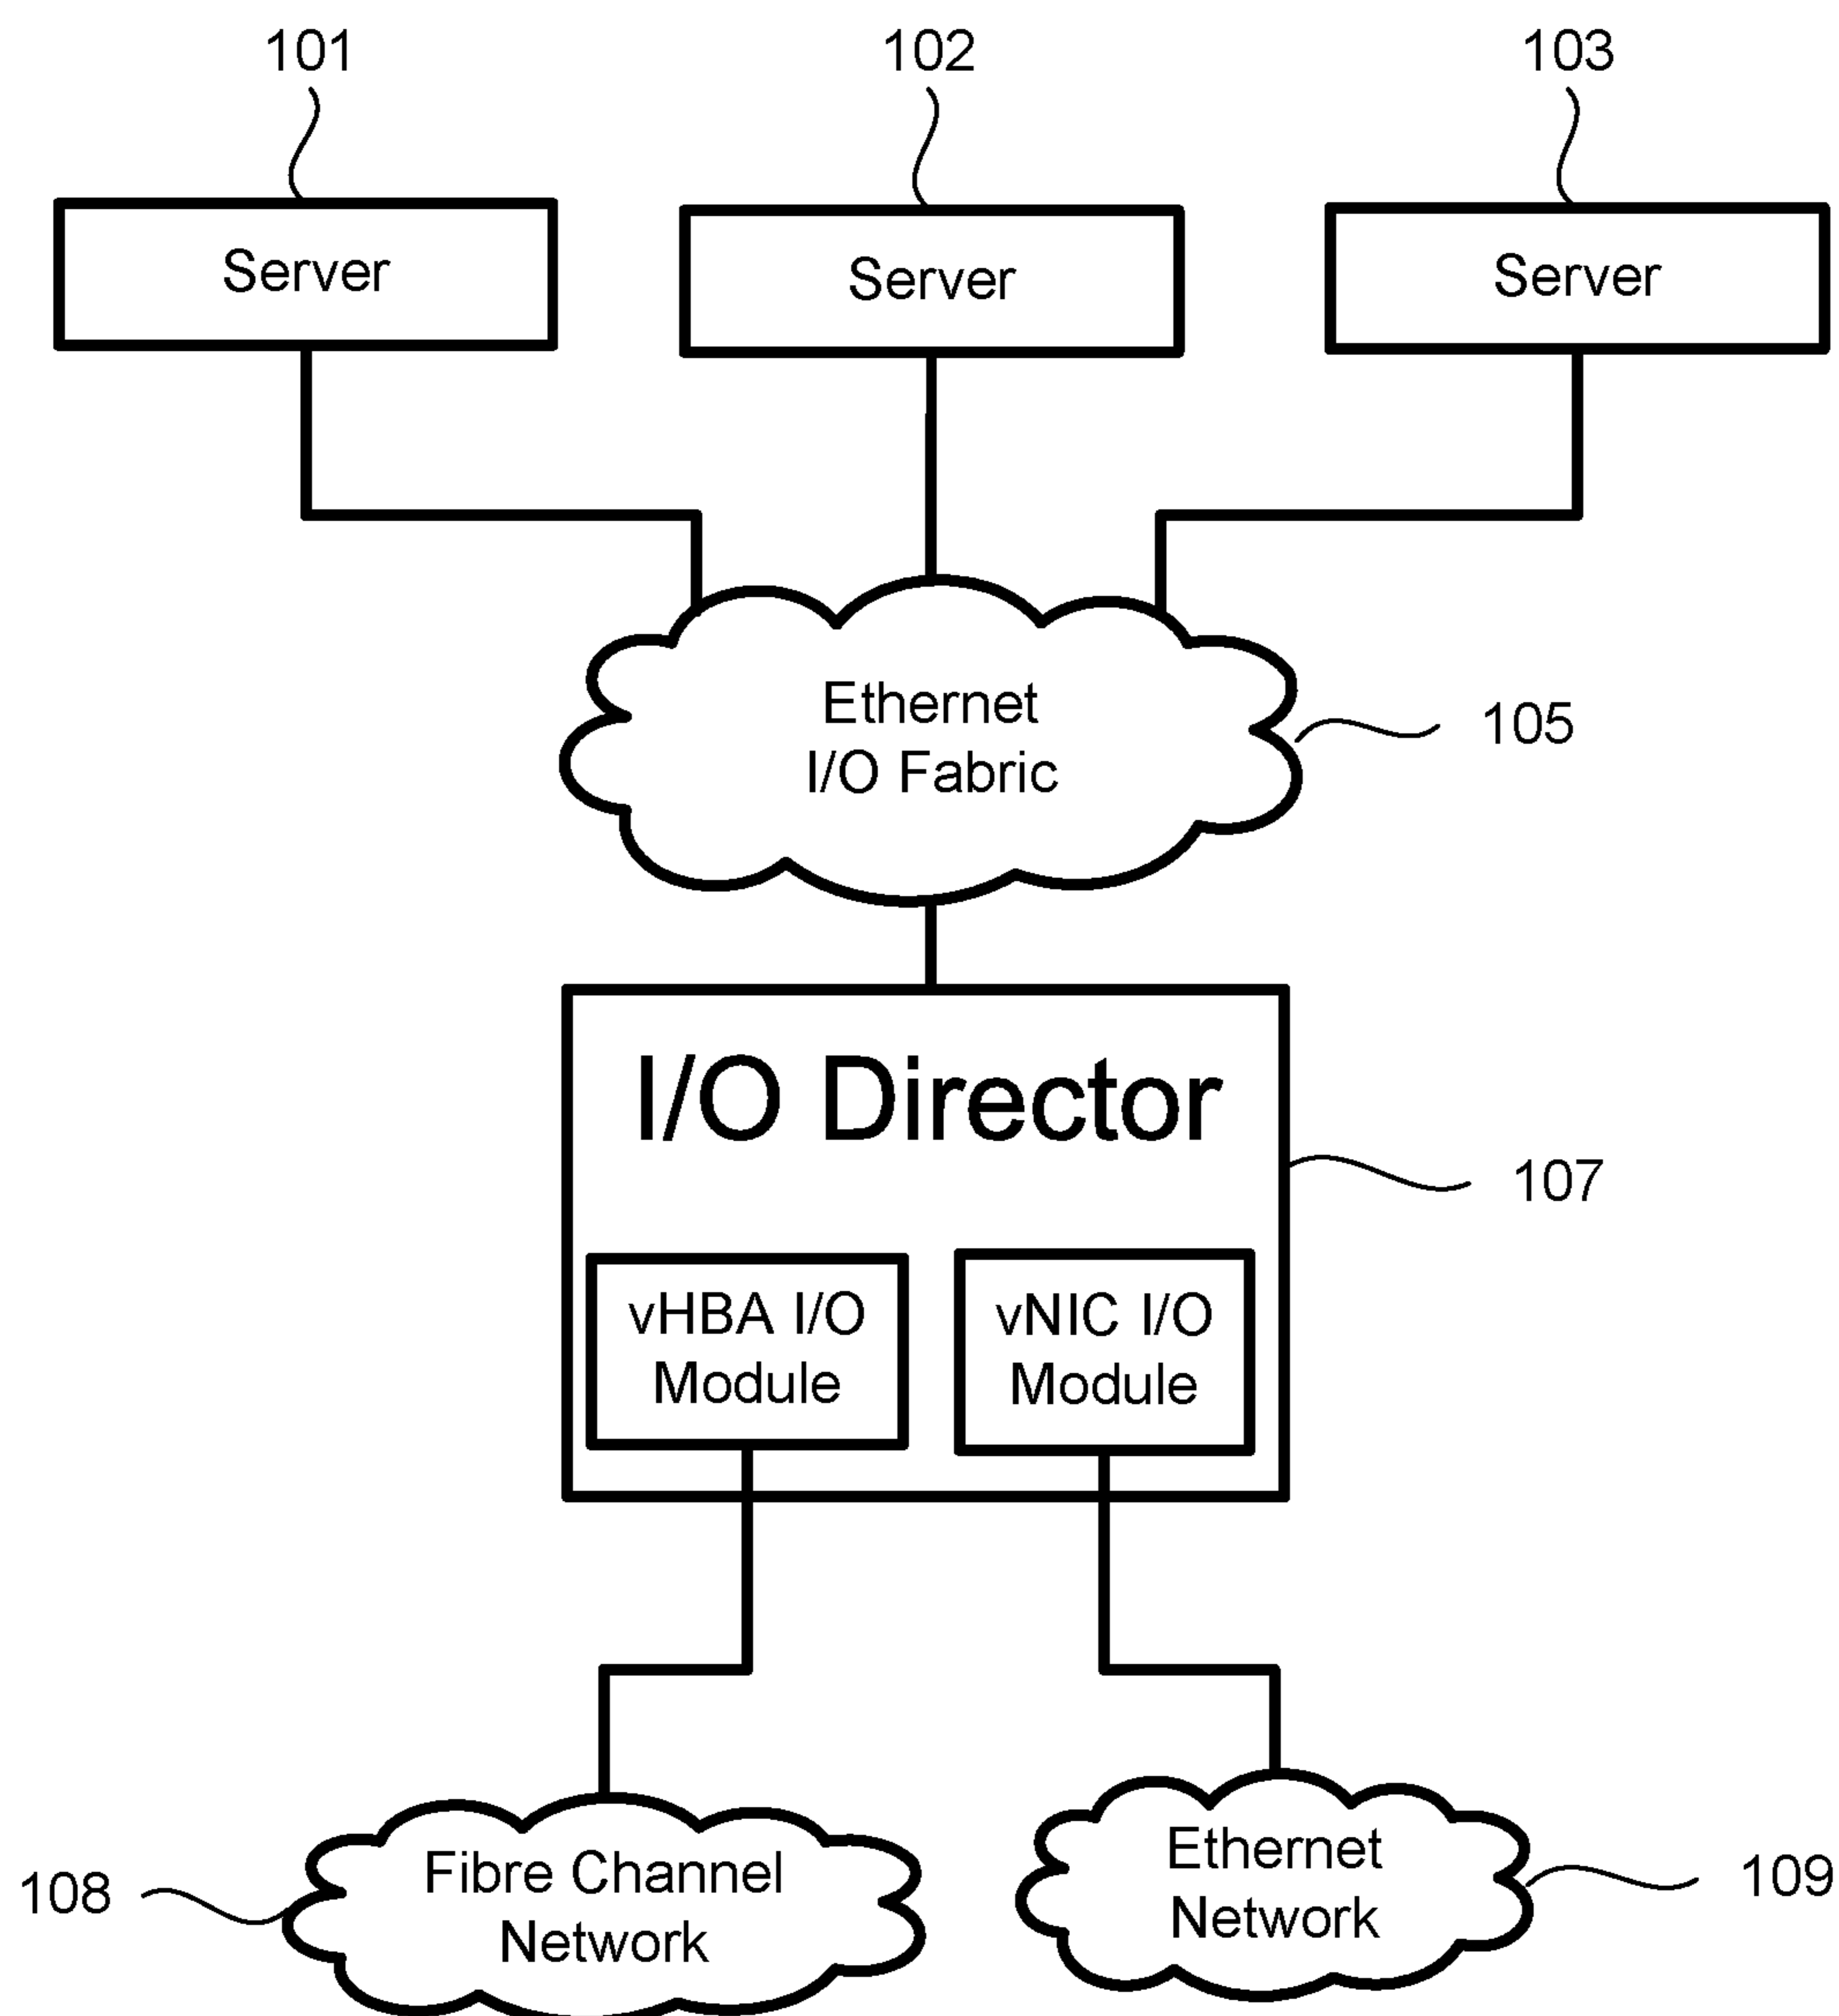 101
102
103
Server
Server
Server
Ethernet
I/O Fabric
105
I/O Director
107
vHBA I/O
Module
vNIC I/O
Module
Fibre Channel
Network
108
Ethernet
Network
109